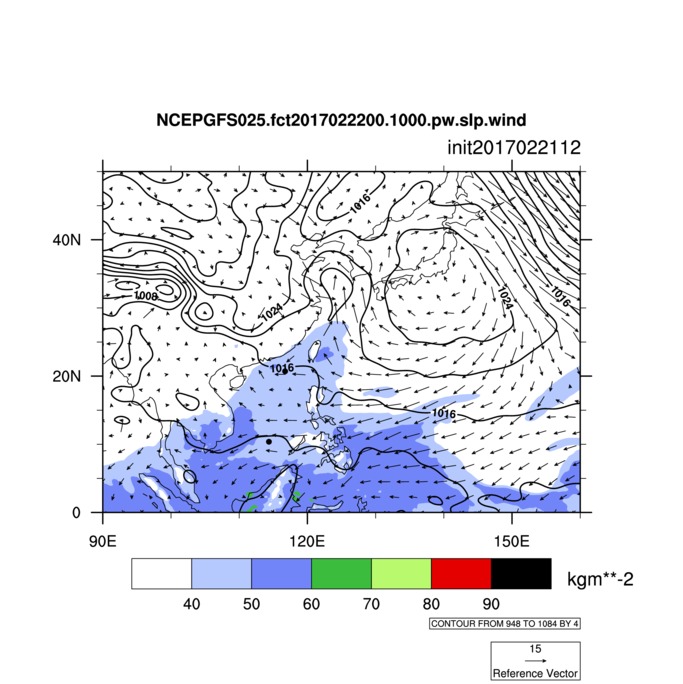 NCEPGFS025.fct2017022200.1000.pw.slp.wind
init2017022112
1016
40N
1008
1024
1024
1016
20N
1016
1016
0
90E 120E 150E
kgm**-2
40 50 60 70 80 90
CONTOUR FROM 948 TO 1084 BY 4
15
Reference Vector